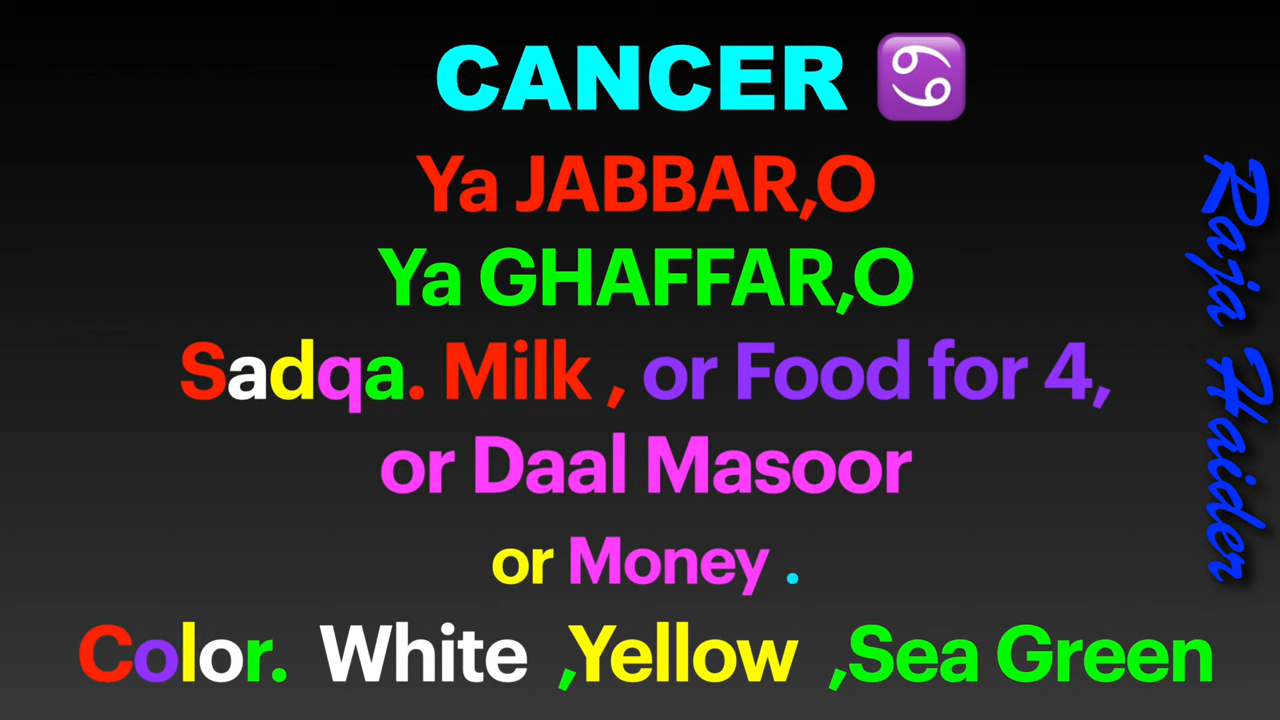 CANCER ♋
Ya JABBAR,O
Ya GHAFFAR,O
Sadqa. Milk , or Food for 4,
or Daal Masoor
or Money .
Color. White ,Yellow ,Sea Green
Raja Haider